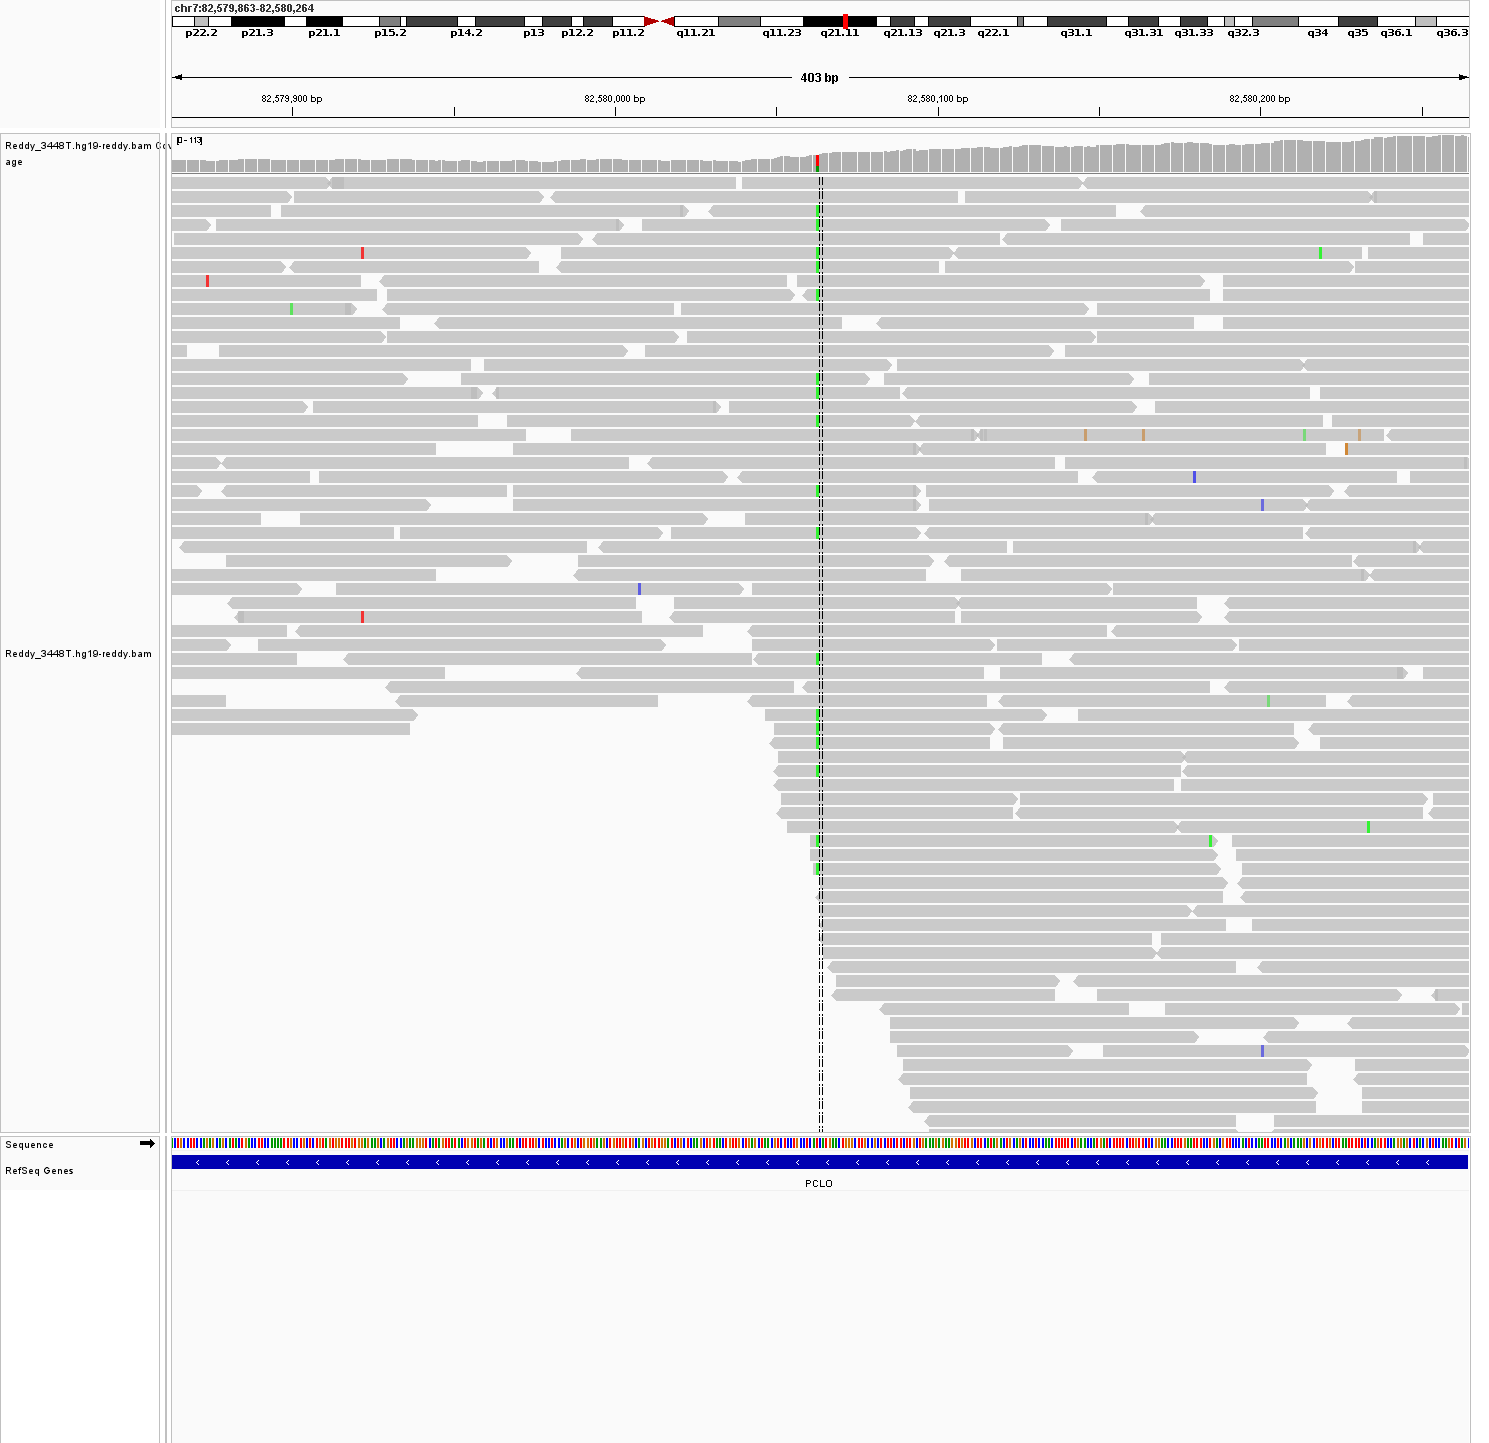 chr7:82,579,863-82,580,264
p22.2 p21.3 p21.1 p15.2 p14.2 p13 p12.2 p11.2 q11.21 q11.23 q21.11 q21.13 q21.3 q22.1 q31.1 q31.31 q31.33 q32.3 q34 q35 q36.1 q36.3
403 bp
82,579,900 bp 82,580,000 bp 82,580,100 bp 82,580,200 bp
[0 - 113]
Reddy_3448T.hg19-reddy.bam Cov
age
Reddy_3448T.hg19-reddy.bam
Sequence
RefSeq Genes
PCLO